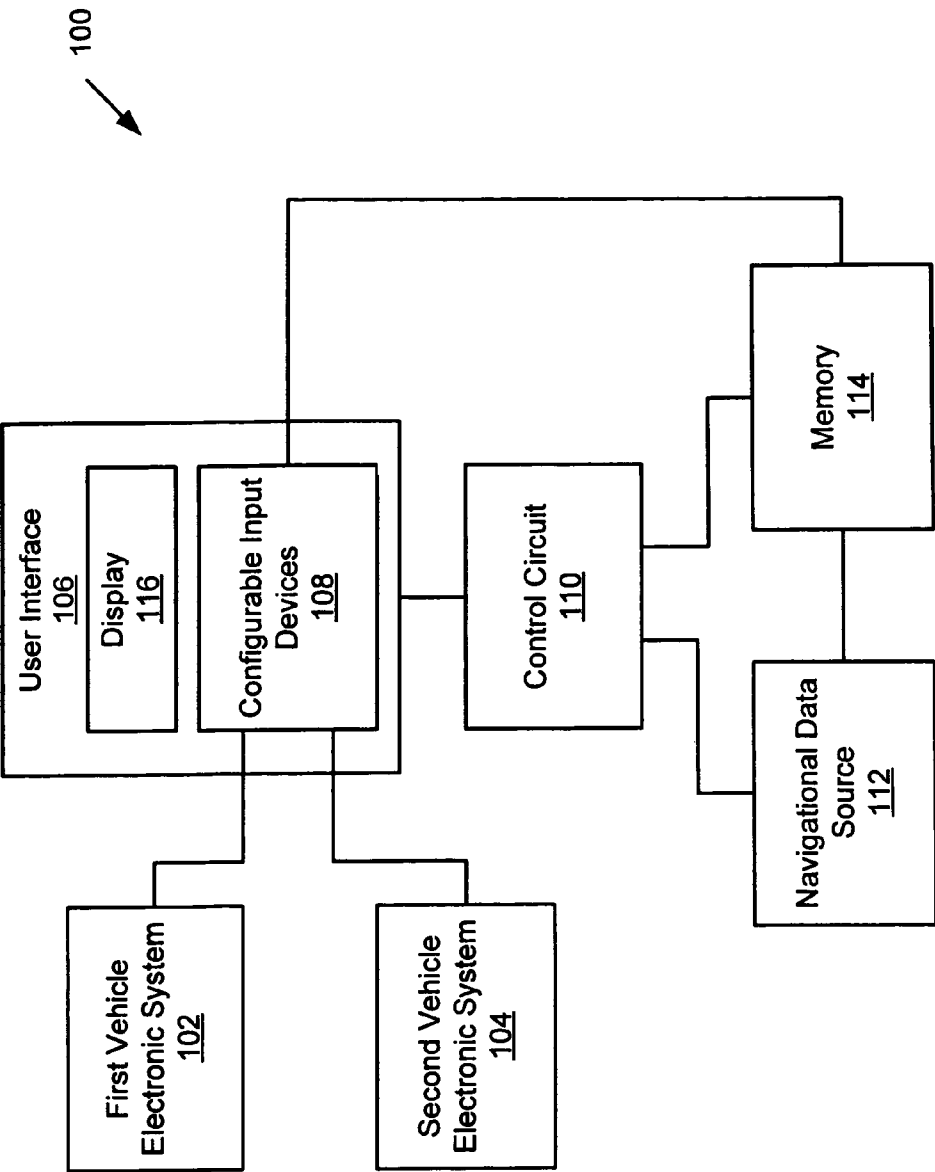 100
User Interface
106
Display
116
Configurable Input
Devices
108
First Vehicle
Electronic System
102
Second Vehicle
Electronic System
104
Control Circuit
110
Navigational Data
Source
112
Memory
114